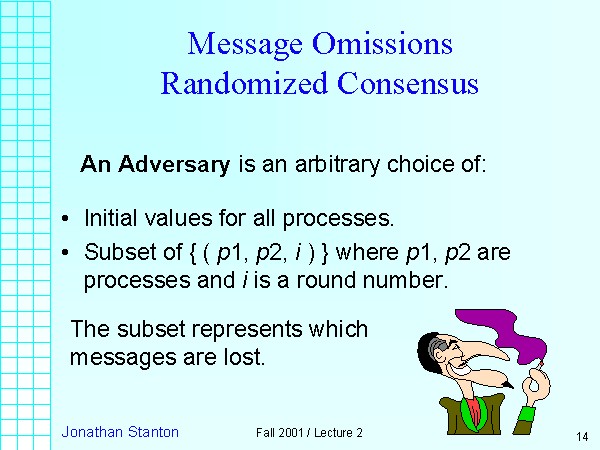 Message Omissions
Randomized Consensus
An Adversary is an arbitrary choice of:
• Initial values for all processes.
• Subset of { ( p1, p2, i ) } where p1, p2 are
processes and i is a round number.
The subset represents which
messages are lost.
Jonathan Stanton
Fall 2001 / Lecture 2
14